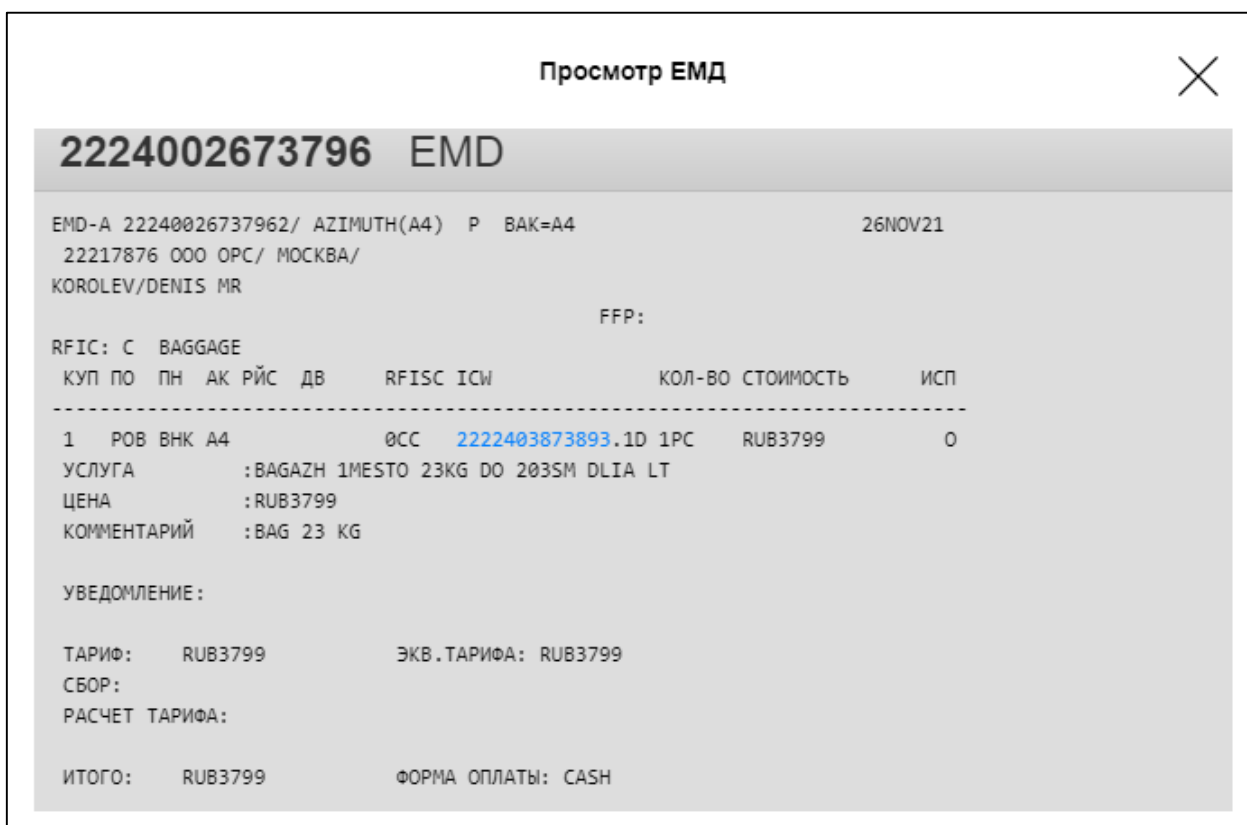 Просмотр ЕМД
2224002673796 EMD
EMD-A 22240026737962/ AZIMUTH(A4) P ВАК=A4 26NOV21
22217876 ООО ОРС/ МОСКВА/
KOROLEV/DENIS MR
FFP:
RFIC: C BAGGAGE
КУП ПО ПН АК РЙС ДВ RFISC ICW КОЛ-ВО СТОИМОСТЬ ИСП
----------------------------------------------------------------------------
1 РОВ ВНК А4 0CC 2222403873893.1D 1PC RUB3799 O
УСЛУГА :BAGAZH 1MESTO 23KG DO 203SM DLIA LT
ЦЕНА :RUB3799
КОММЕНТАРИЙ :BAG 23 KG
УВЕДОМЛЕНИЕ:
ТАРИФ: RUB3799 ЭКВ.ТАРИФА: RUB3799
СБОР:
РАСЧЕТ ТАРИФА:
ИТОГО: RUB3799 ФОРМА ОПЛАТЫ: CASH